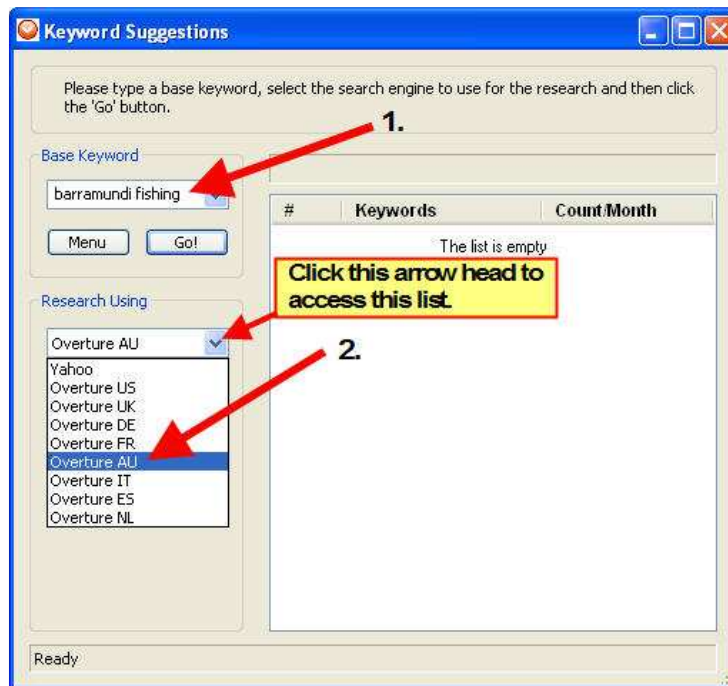 Keyword Suggestions
Please type a base keyword, select the search engine to use for the research and then click
the 'Go' button.
1.
Base Keyword
barramundi fishing
Menu
Go!
# Keywords Count/Month
The list is empty
Click this arrow head to
access this list.
Research Using
Overture AU
2.
Yahoo
Overture US
Overture UK
Overture DE
Overture FR
Overture AU
Overture IT
Overture ES
Overture NL
Ready